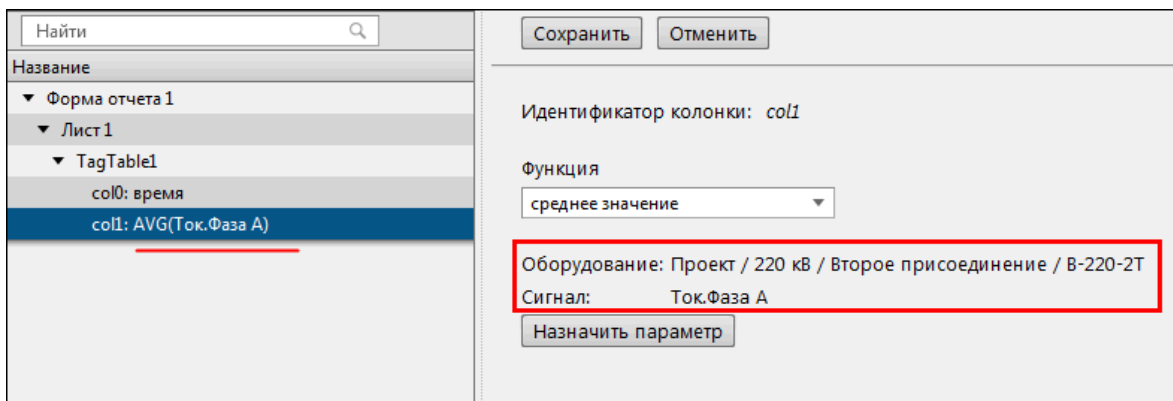 Найти
Название
Форма отчета 1
Лист 1
TagTable1
col0: время
col1: AVG(Ток.Фаза А)
Сохранить Отменить
Идентификатор колонки: col1
Функция
среднее значение
Оборудование: Проект / 220 кВ / Второе присоединение / В-220-2Т
Сигнал: Ток.Фаза А
Назначить параметр